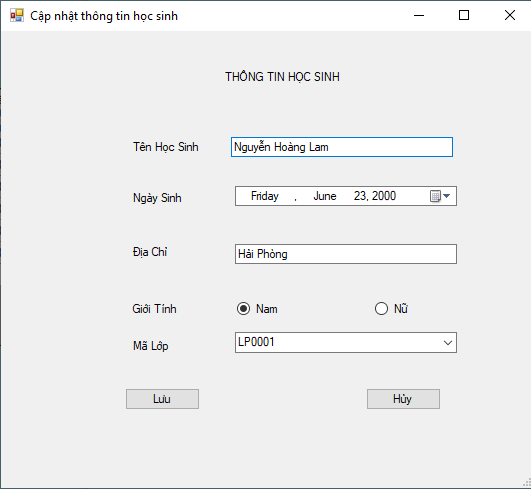 Cập nhật thông tin học sinh
THÔNG TIN HỌC SINH
Tên Học Sinh Nguyễn Hoàng Lam
Ngày Sinh Friday , June 23, 2000
Địa Chỉ Hải Phòng
Giới Tính Nam Nữ
Mã Lớp LP0001
Lưu Hủy